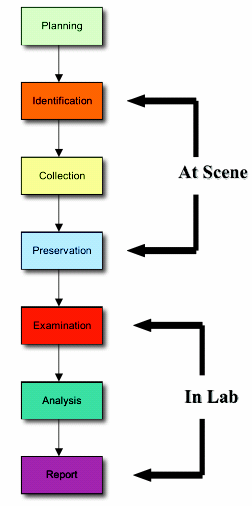 Planning
Identification
Collection
At Scene
Preservation
Examination
Analysis
In Lab
Report